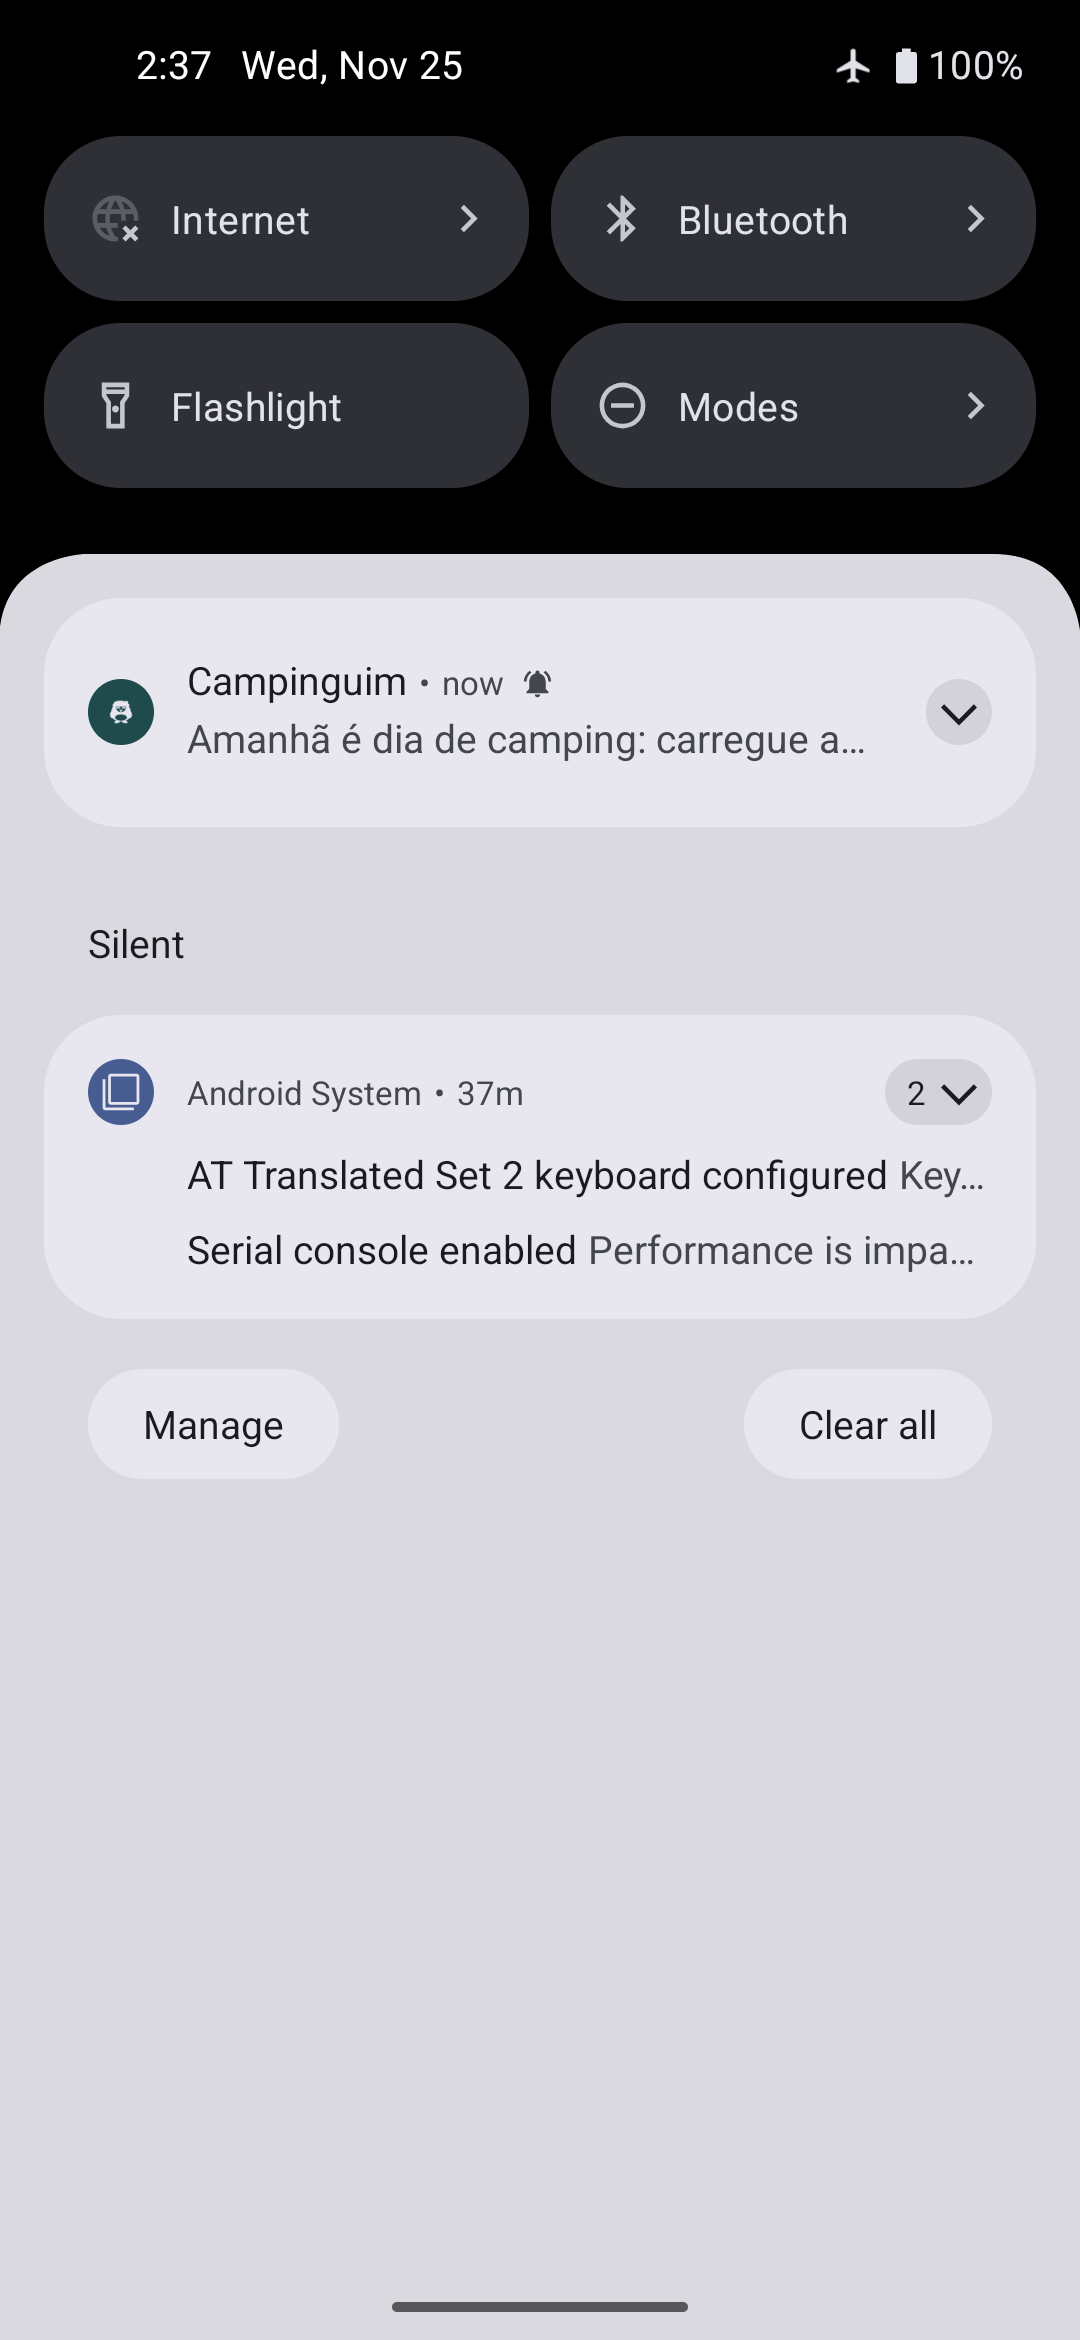 2:37 Wed, Nov 25 100%
Internet
Bluetooth
Flashlight
Modes
Campinguim • now
Amanhã é dia de camping: carregue a…
Silent
Android System • 37m 2
AT Translated Set 2 keyboard configured Key…
Serial console enabled Performance is impa…
Manage
Clear all